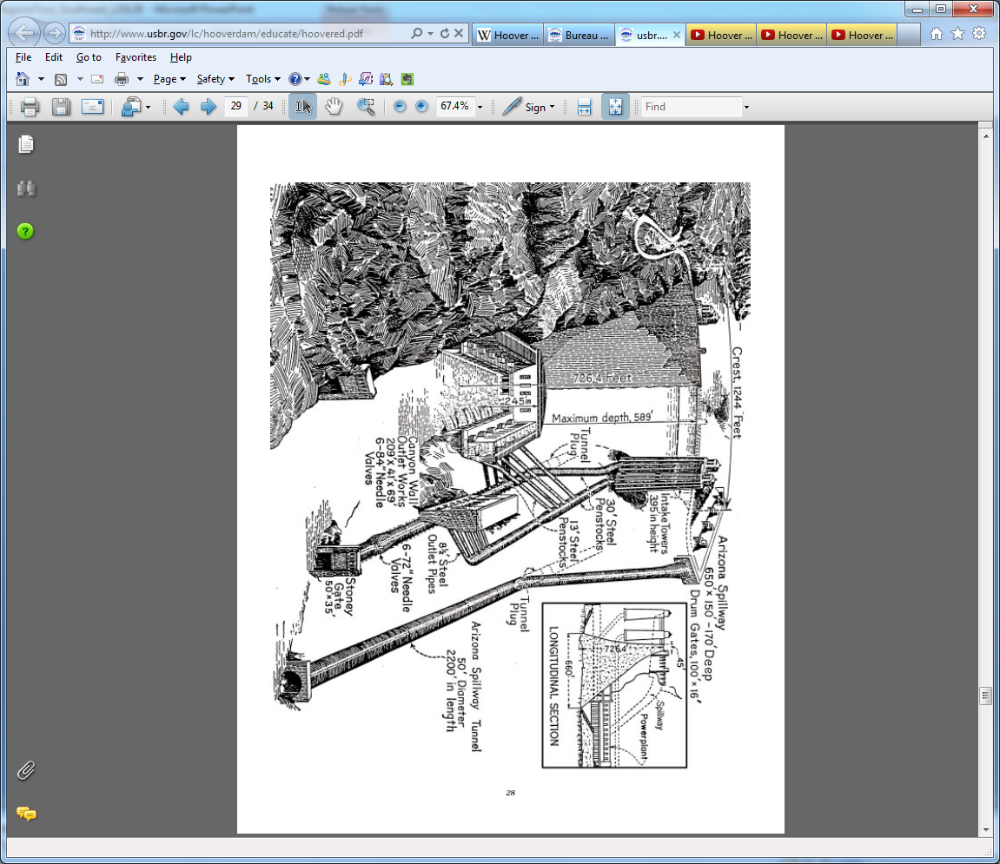 http://www.usbr.gov/lc/hooverdam/educate/hoovered.pdf
Hoover ...
Bureau ...
usbr....
Hoover ...
Hoover ...
Hoover ...
File Edit Go to Favorites Help
Page Safety Tools
29 / 34
67.4%
Sign
Find
Crest, 1244 Feet
726.4 Feet
245'
Maximum depth, 589'
Tunnel
Plug
Canyon Wall
Outlet Works
209' x 41' x 69'
6-84" Needle
Valves
Intake Towers
395' in height
30' Steel
Penstocks
13' Steel
Penstocks
8½' Steel
Outlet Pipes
6-72" Needle
Valves
Stoney
Gate
50' x 35'
Arizona Spillway
650' x 150' - 170' Deep
Drum Gates, 100' x 16'
Tunnel
Plug
Arizona Spillway Tunnel
50' Diameter
2200' in length
45'
726.4'
660'
Spillway
Powerplant
LONGITUDINAL SECTION
28